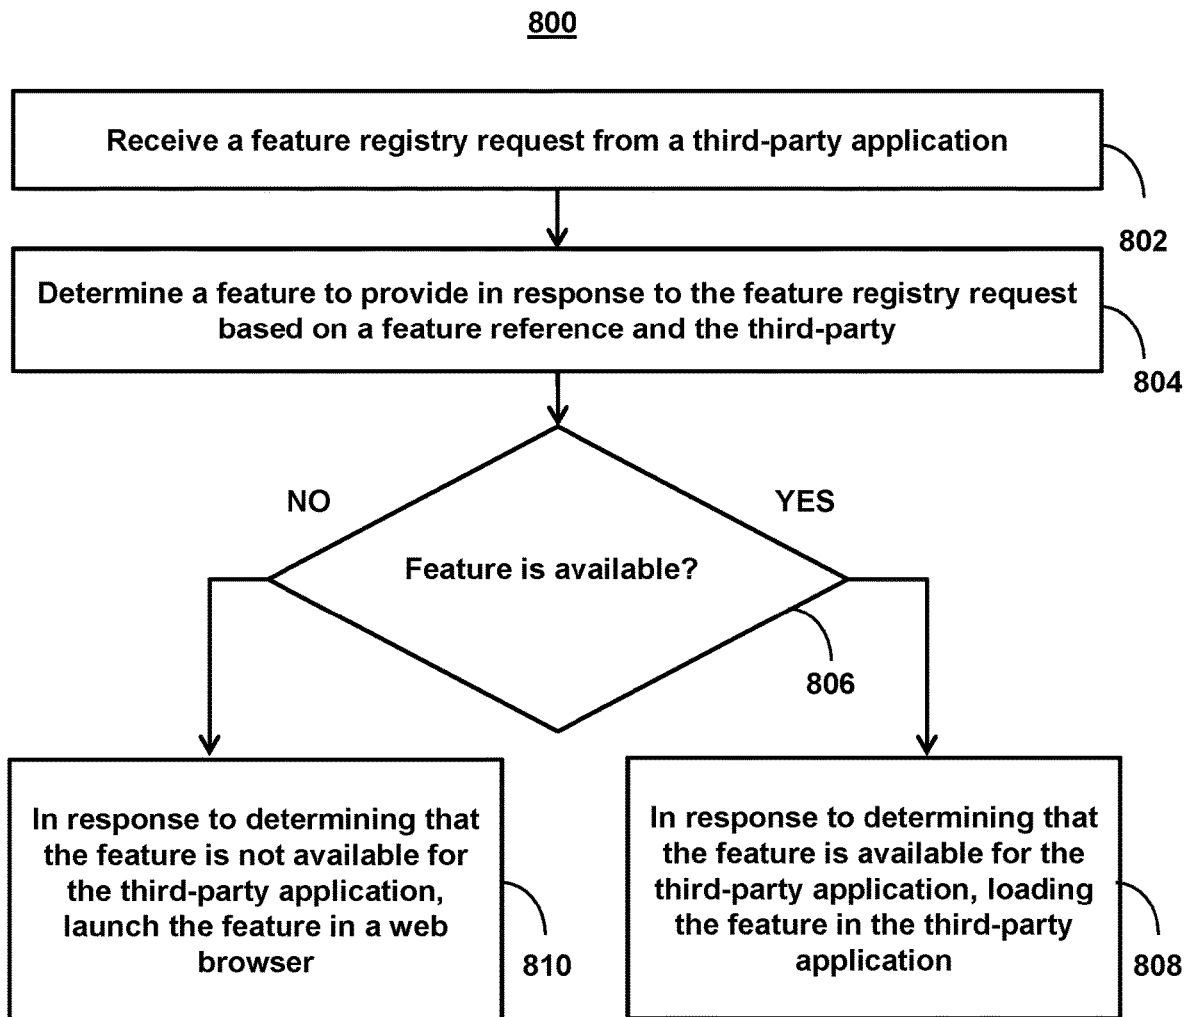 800
Receive a feature registry request from a third-party application
802
Determine a feature to provide in response to the feature registry request
based on a feature reference and the third-party
804
NO
YES
Feature is available?
806
In response to determining that
the feature is not available for
the third-party application,
launch the feature in a web
browser
810
In response to determining that
the feature is available for the
third-party application, loading
the feature in the third-party
application
808